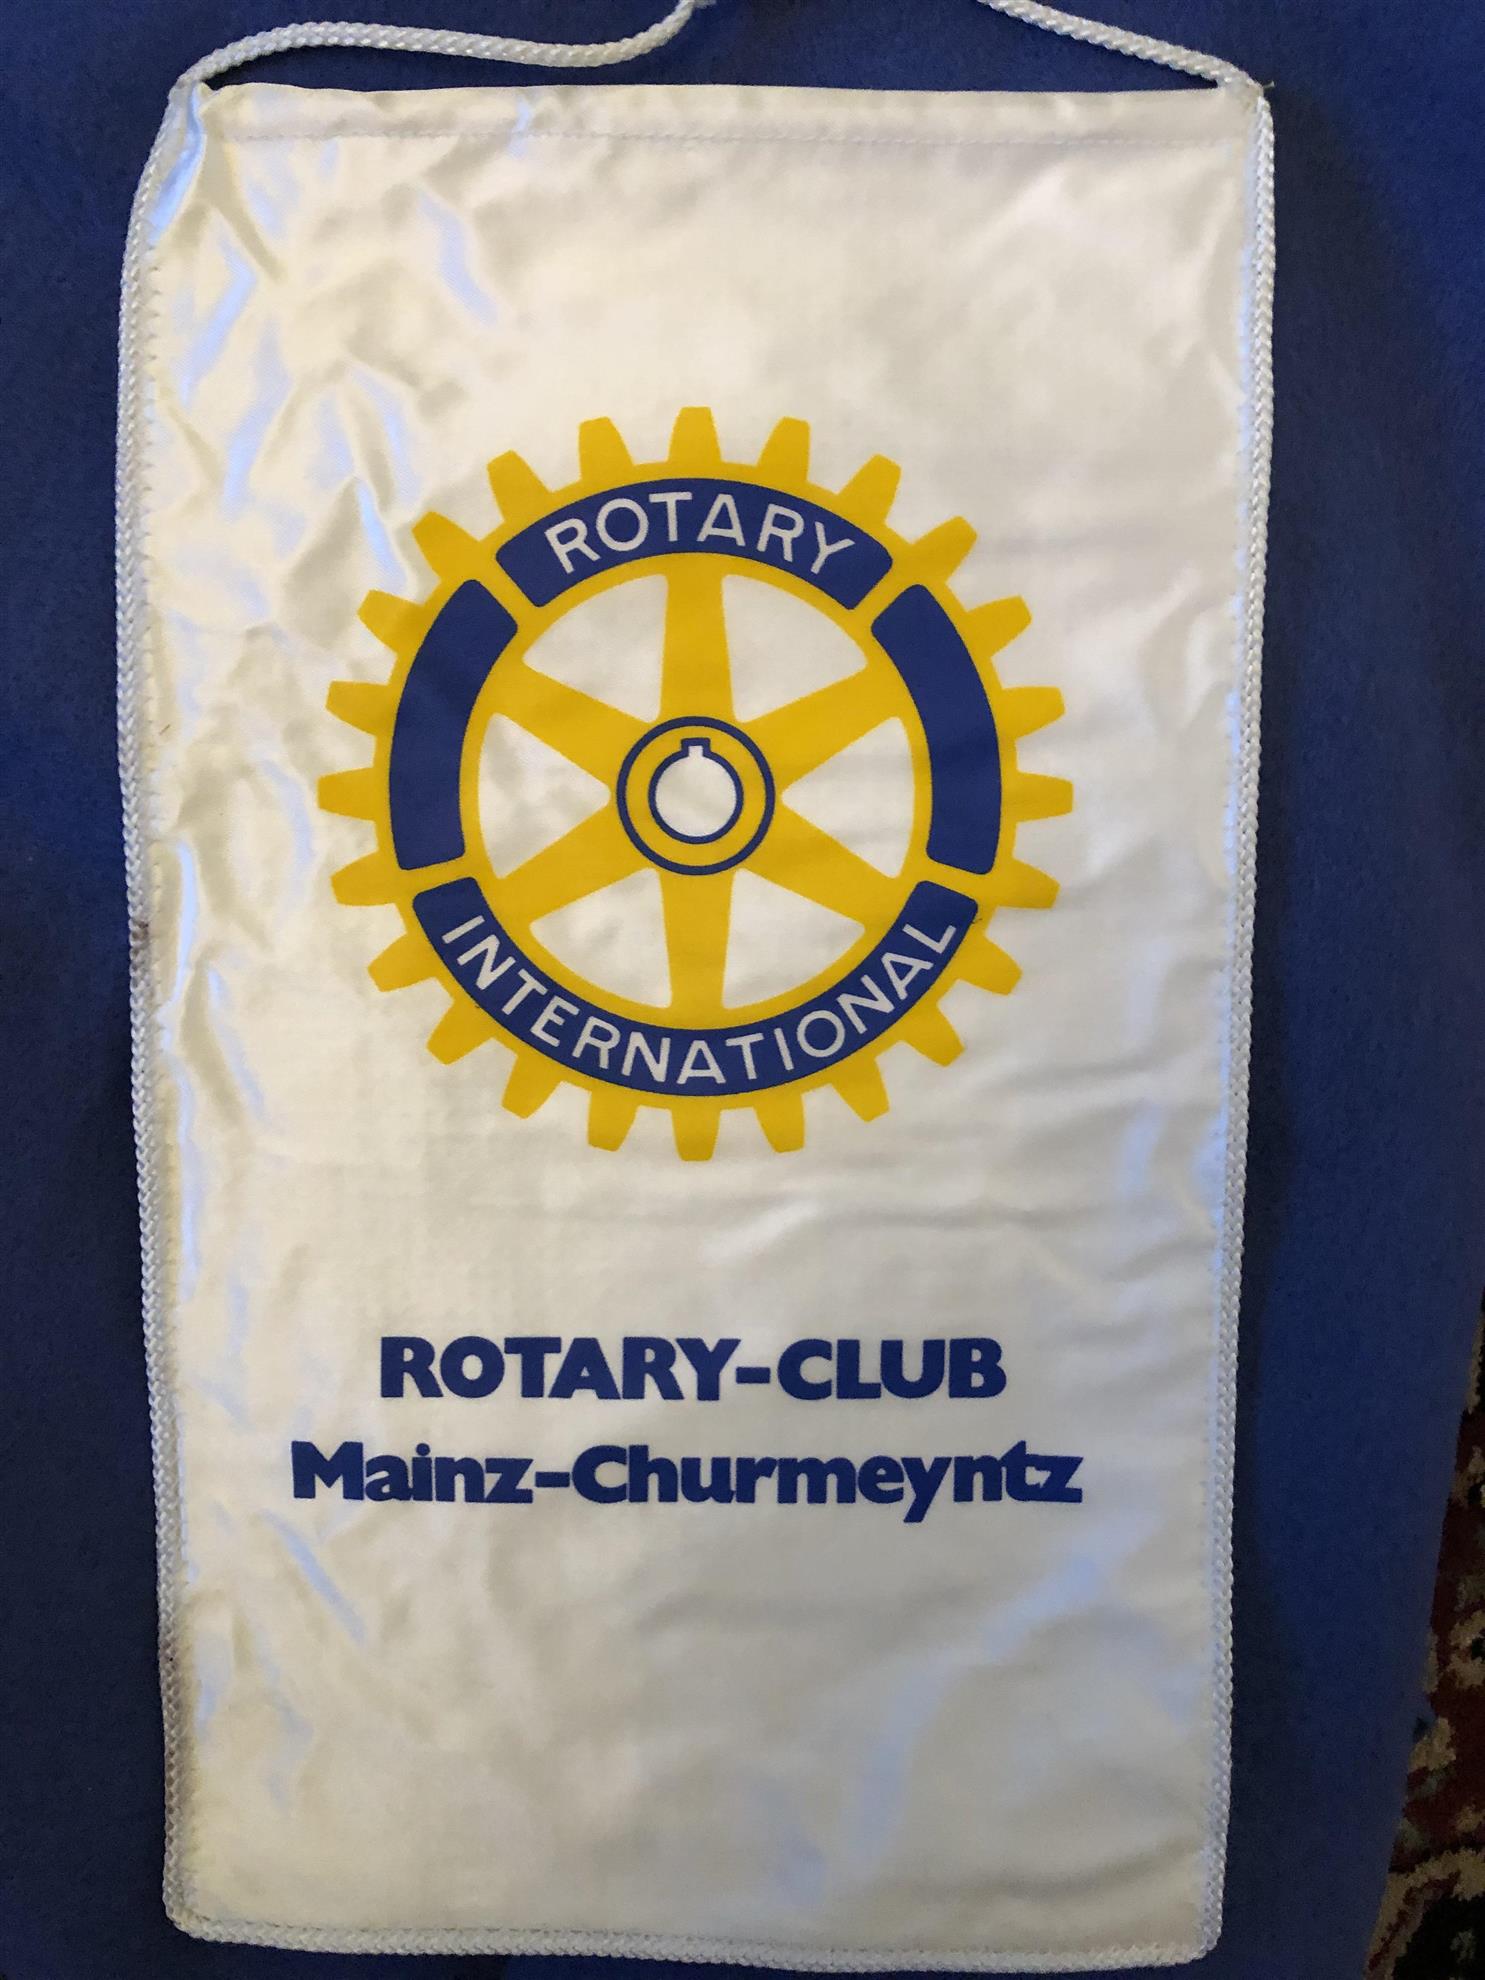 ROTARY
INTERNATIONAL
ROTARY-CLUB
Mainz-Churmeyntz